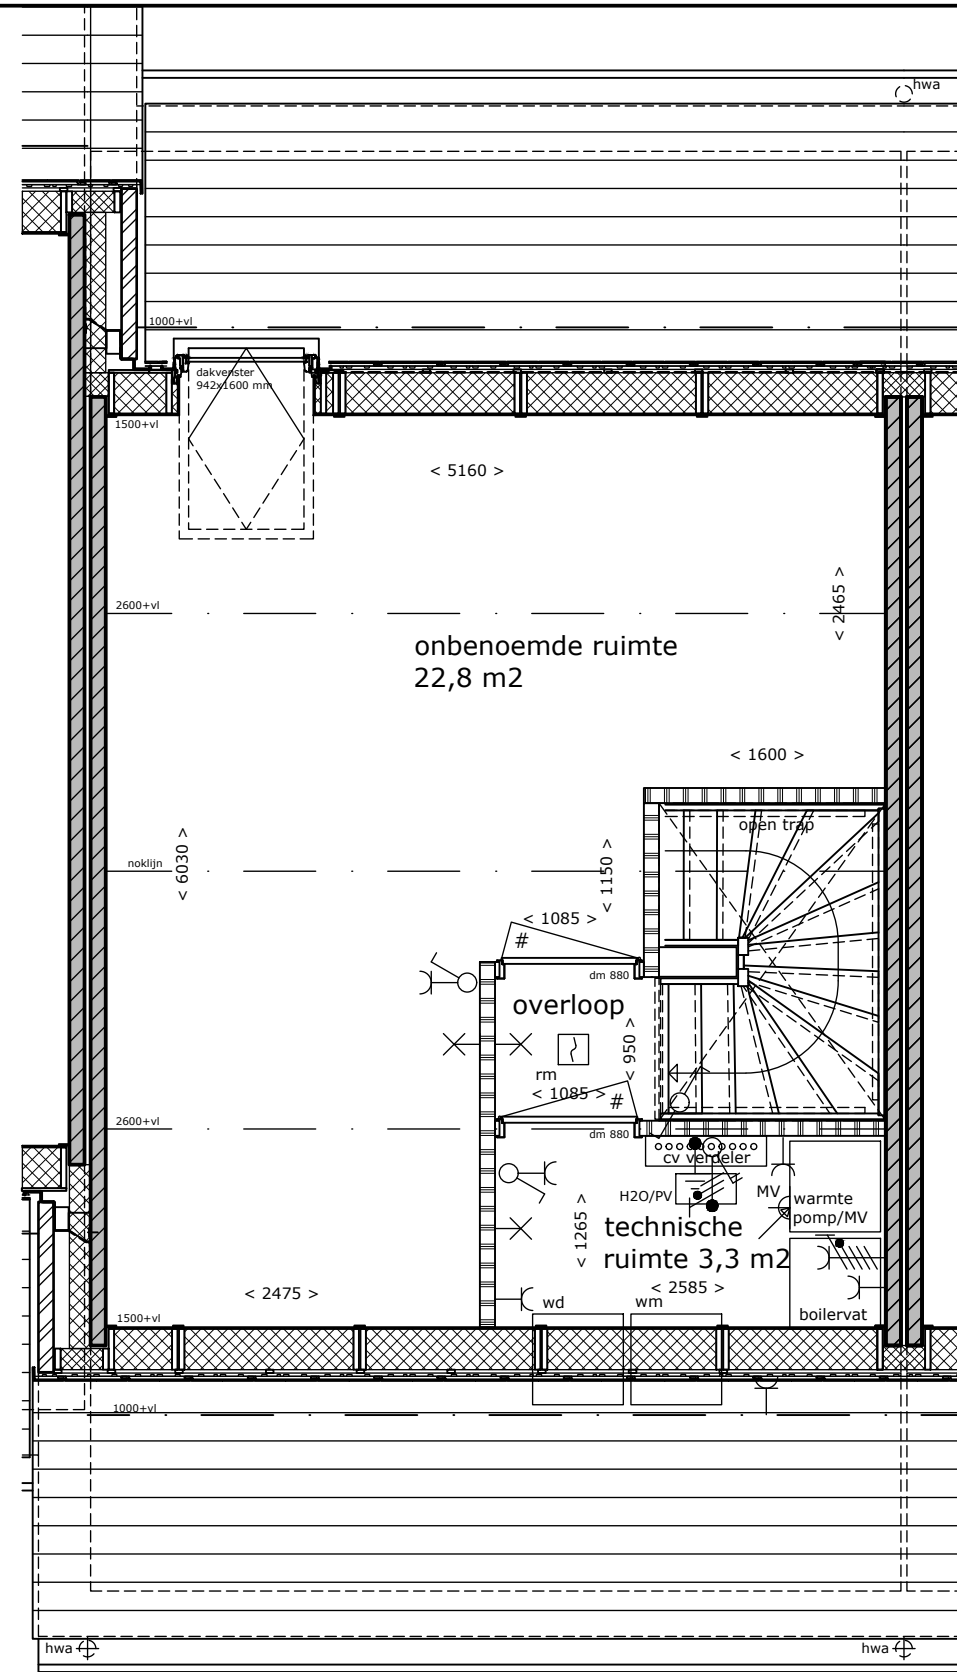 hwa
1000+vl
dakvenster
942x1600 mm
1500+vl
< 5160 >
2600+vl
< 2465 >
onbenoemde ruimte
22,8 m2
< 1600 >
open trap
noklijn
< 6030 >
< 1150 >
< 1085 >
#
dm 880
overloop
< 950 >
rm
< 1085 >
#
2600+vl
dm 880
cv verdeler
H2O/PV
MV
warmte
pomp/MV
< 1265 >
technische
ruimte 3,3 m2
< 2475 >
< 2585 >
wd
wm
boilervat
1500+vl
1000+vl
hwa
hwa